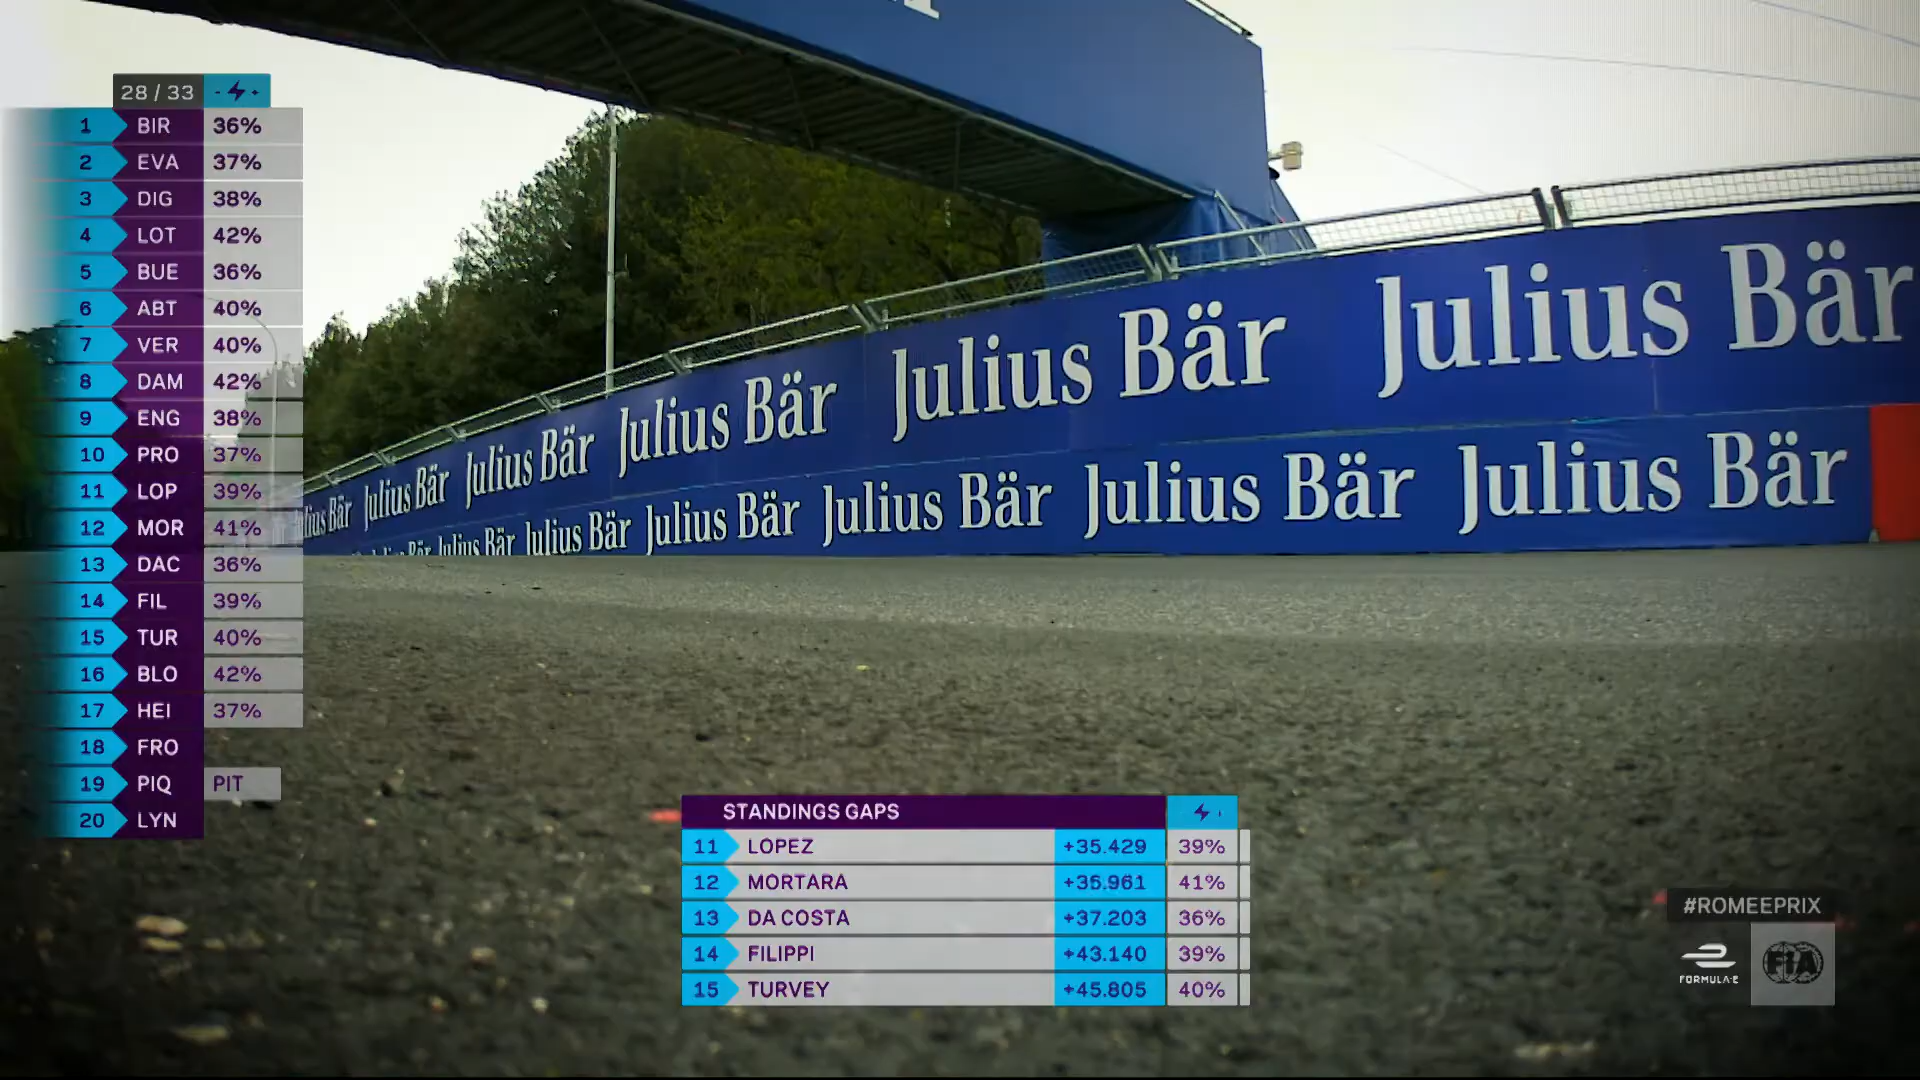 28 / 33
1 BIR 36%
2 EVA 37%
3 DIG 38%
4 LOT 42%
5 BUE 36%
6 ABT 40%
7 VER 40%
8 DAM 42%
9 ENG 38%
10 PRO 37%
11 LOP 39%
12 MOR 41%
13 DAC 36%
14 FIL 39%
15 TUR 40%
16 BLO 42%
17 HEI 37%
18 FRO
19 PIQ PIT
20 LYN
Julius Bär Julius Bär Julius Bär Julius Bär Julius Bär Julius Bär
Julius Bär Julius Bär Julius Bär Julius Bär Julius Bär Julius Bär
STANDINGS GAPS
11 LOPEZ +35.429 39%
12 MORTARA +35.961 41%
13 DA COSTA +37.203 36%
14 FILIPPI +43.140 39%
15 TURVEY +45.805 40%
#ROMEEPRIX
FORMULA-E
FIA